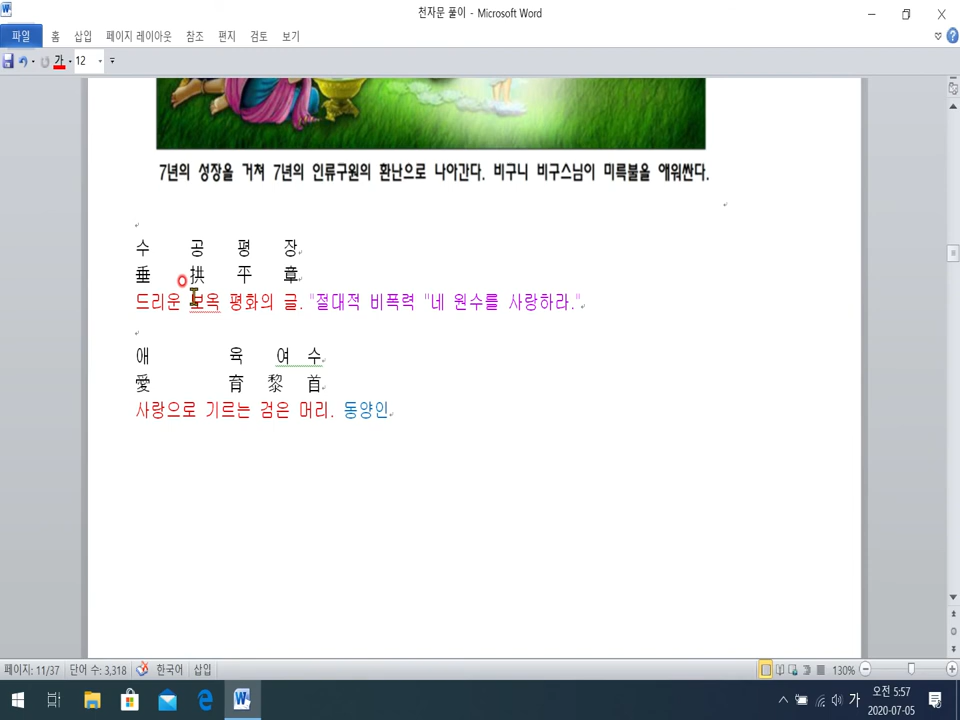 천자문 풀이 - Microsoft Word
파일 홈 삽입 페이지 레이아웃 참조 편지 검토 보기
가 12
7년의 성장을 거쳐 7년의 인류구원의 환난으로 나아간다. 비구니 비구스님이 미륵불을 에워싼다.
수 공 평 장
垂 拱 平 章
드리운 보옥 평화의 글. "절대적 비폭력 "네 원수를 사랑하라."
애 육 여 수
愛 育 黎 首
사랑으로 기르는 검은 머리. 동양인
페이지: 11/37 단어 수: 3,318 한국어 삽입 130%
가 오전 5:57
2020-07-05